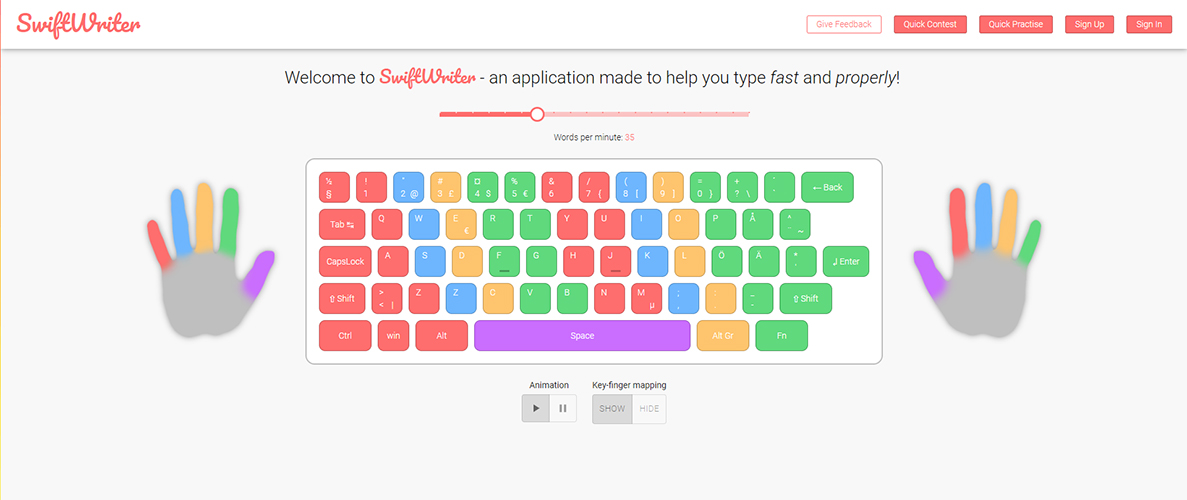 SwiftWriter Give Feedback Quick Contest Quick Practise Sign Up Sign In
Welcome to SwiftWriter - an application made to help you type fast and properly!
Words per minute: 35
½ ! " # ¤ % & / ( ) = + ` ← Back
§ 1 2 @ 3 £ 4 $ 5 € 6 7 { 8 [ 9 ] 0 } ? \ ´
Tab ↹ Q W E € R T Y U I O P Å ^ ¨ ~
CapsLock A S D F G H J K L Ö Ä * ' ↲ Enter
⇧ Shift > < | Z Z C V B N M µ ; , : . _ - ⇧ Shift
Ctrl win Alt Space Alt Gr Fn
Animation Key-finger mapping
SHOW HIDE